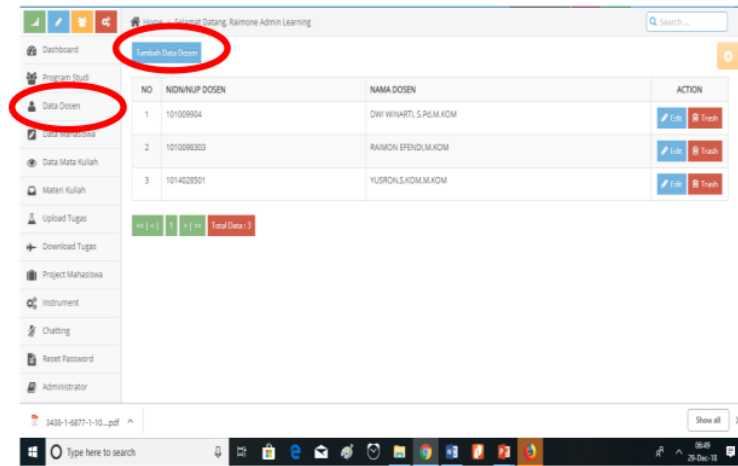 Home > Selamat Datang, Raimone Admin Learning
Search ...
Dashboard
Program Studi
Data Dosen
Data Mahasiswa
Data Mata Kuliah
Materi Kuliah
Upload Tugas
Download Tugas
Project Mahasiswa
Instrument
Chatting
Reset Password
Administrator
Tambah Data Dosen
NO NIDN/NUP DOSEN NAMA DOSEN ACTION
1 101009904 DWI WINARTI, S.Pd,M.KOM Edit Trash
2 1010098303 RAIMON EFENDI,M.KOM Edit Trash
3 1014028501 YUSRON,S.KOM,M.KOM Edit Trash
<< | < | 1 > | >> Total Data : 3
3438-1-6877-1-10....pdf
Show all
Type here to search
06:49
29-Dec-18